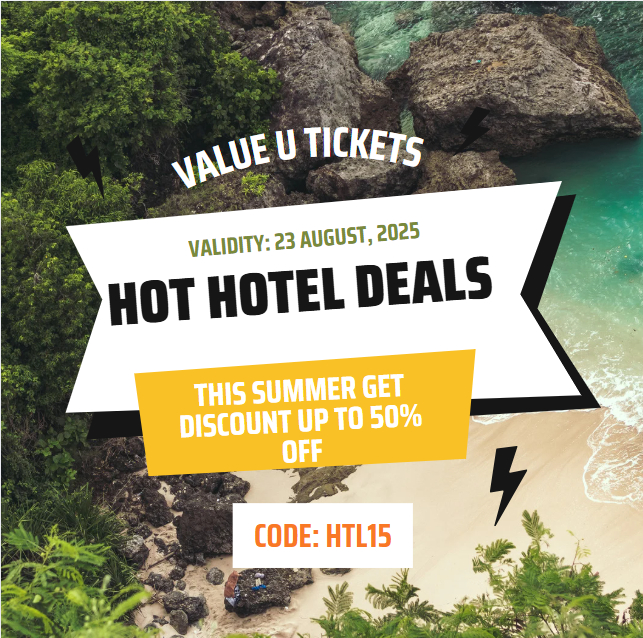 VALUE U TICKETS
VALIDITY: 23 AUGUST, 2025
HOT HOTEL DEALS
THIS SUMMER GET
DISCOUNT UP TO 50%
OFF
CODE: HTL15